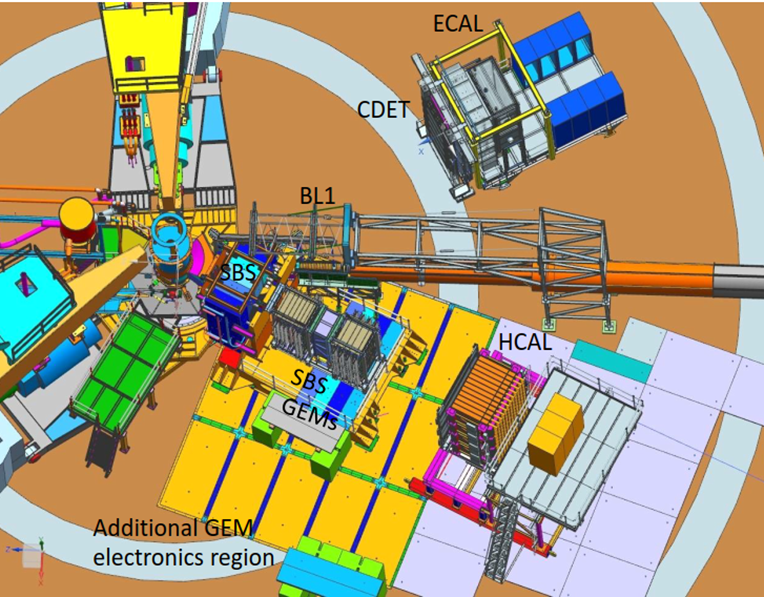 ECAL
CDET
BL1
SBS
HCAL
SBS
GEMs
Additional GEM
electronics region